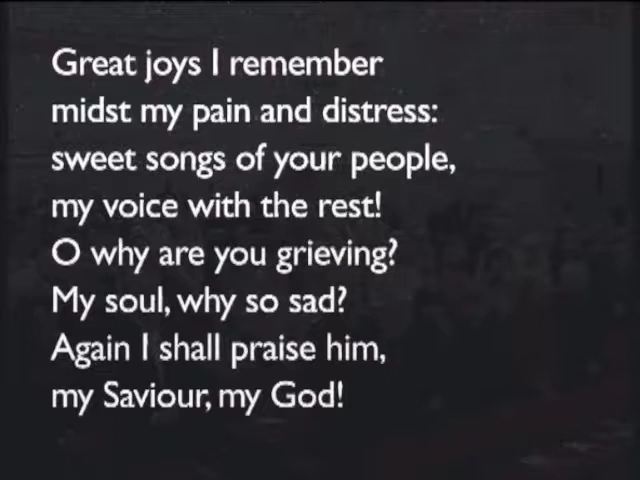 Great joys I remember
midst my pain and distress:
sweet songs of your people,
my voice with the rest!
O why are you grieving?
My soul, why so sad?
Again I shall praise him,
my Saviour, my God!